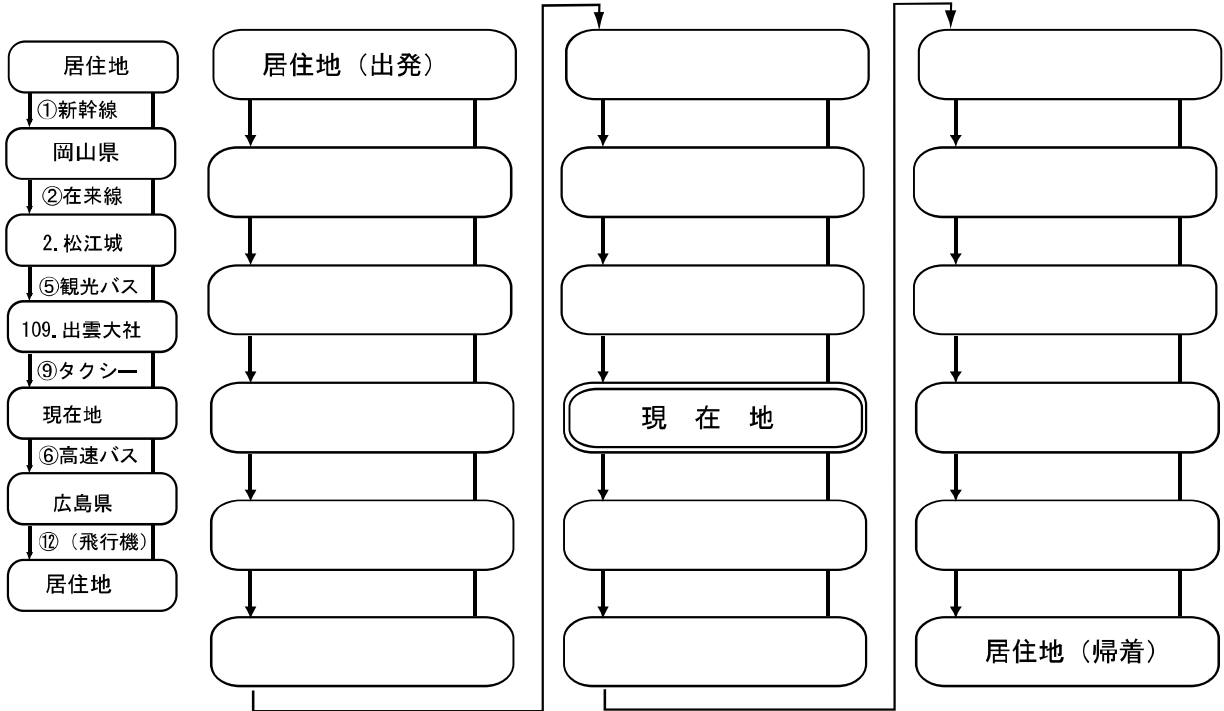 居住地
①新幹線
岡山県
②在来線
2.松江城
⑤観光バス
109.出雲大社
⑨タクシー
現在地
⑥高速バス
広島県
⑫（飛行機）
居住地
居住地（出発）
現 在 地
居住地（帰着）